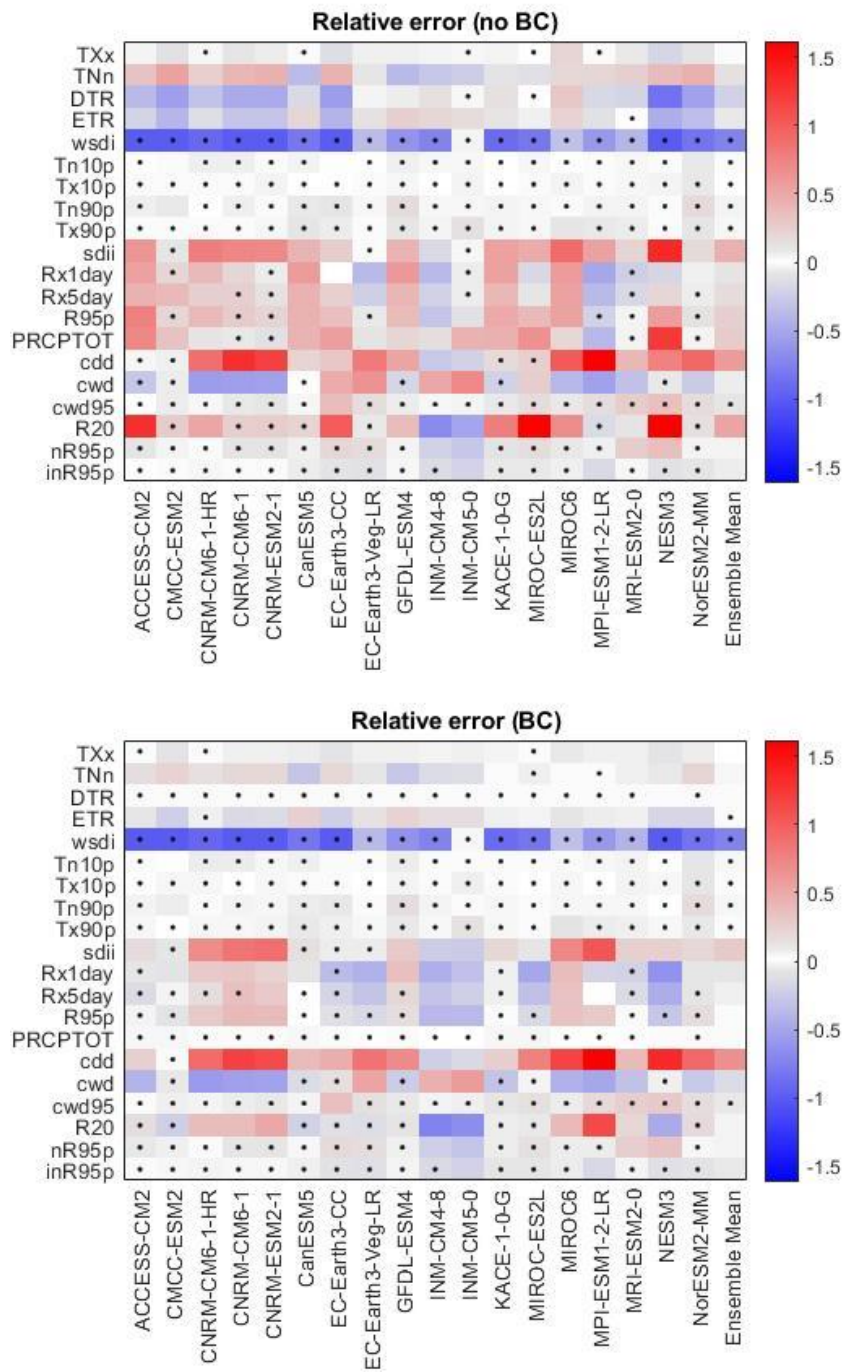 Relative error (no BC)
TXx
TNn
DTR
ETR
wsdi
Tn10p
Tx10p
Tn90p
Tx90p
sdii
Rx1day
Rx5day
R95p
PRCPTOT
cdd
cwd
cwd95
R20
nR95p
inR95p
1.5
1
0.5
0
-0.5
-1
-1.5
ACCESS-CM2
CMCC-ESM2
CNRM-CM6-1-HR
CNRM-CM6-1
CNRM-ESM2-1
CanESM5
EC-Earth3-CC
EC-Earth3-Veg-LR
GFDL-ESM4
INM-CM4-8
INM-CM5-0
KACE-1-0-G
MIROC-ES2L
MIROC6
MPI-ESM1-2-LR
MRI-ESM2-0
NESM3
NorESM2-MM
Ensemble Mean
Relative error (BC)
TXx
TNn
DTR
ETR
wsdi
Tn10p
Tx10p
Tn90p
Tx90p
sdii
Rx1day
Rx5day
R95p
PRCPTOT
cdd
cwd
cwd95
R20
nR95p
inR95p
1.5
1
0.5
0
-0.5
-1
-1.5
ACCESS-CM2
CMCC-ESM2
CNRM-CM6-1-HR
CNRM-CM6-1
CNRM-ESM2-1
CanESM5
EC-Earth3-CC
EC-Earth3-Veg-LR
GFDL-ESM4
INM-CM4-8
INM-CM5-0
KACE-1-0-G
MIROC-ES2L
MIROC6
MPI-ESM1-2-LR
MRI-ESM2-0
NESM3
NorESM2-MM
Ensemble Mean